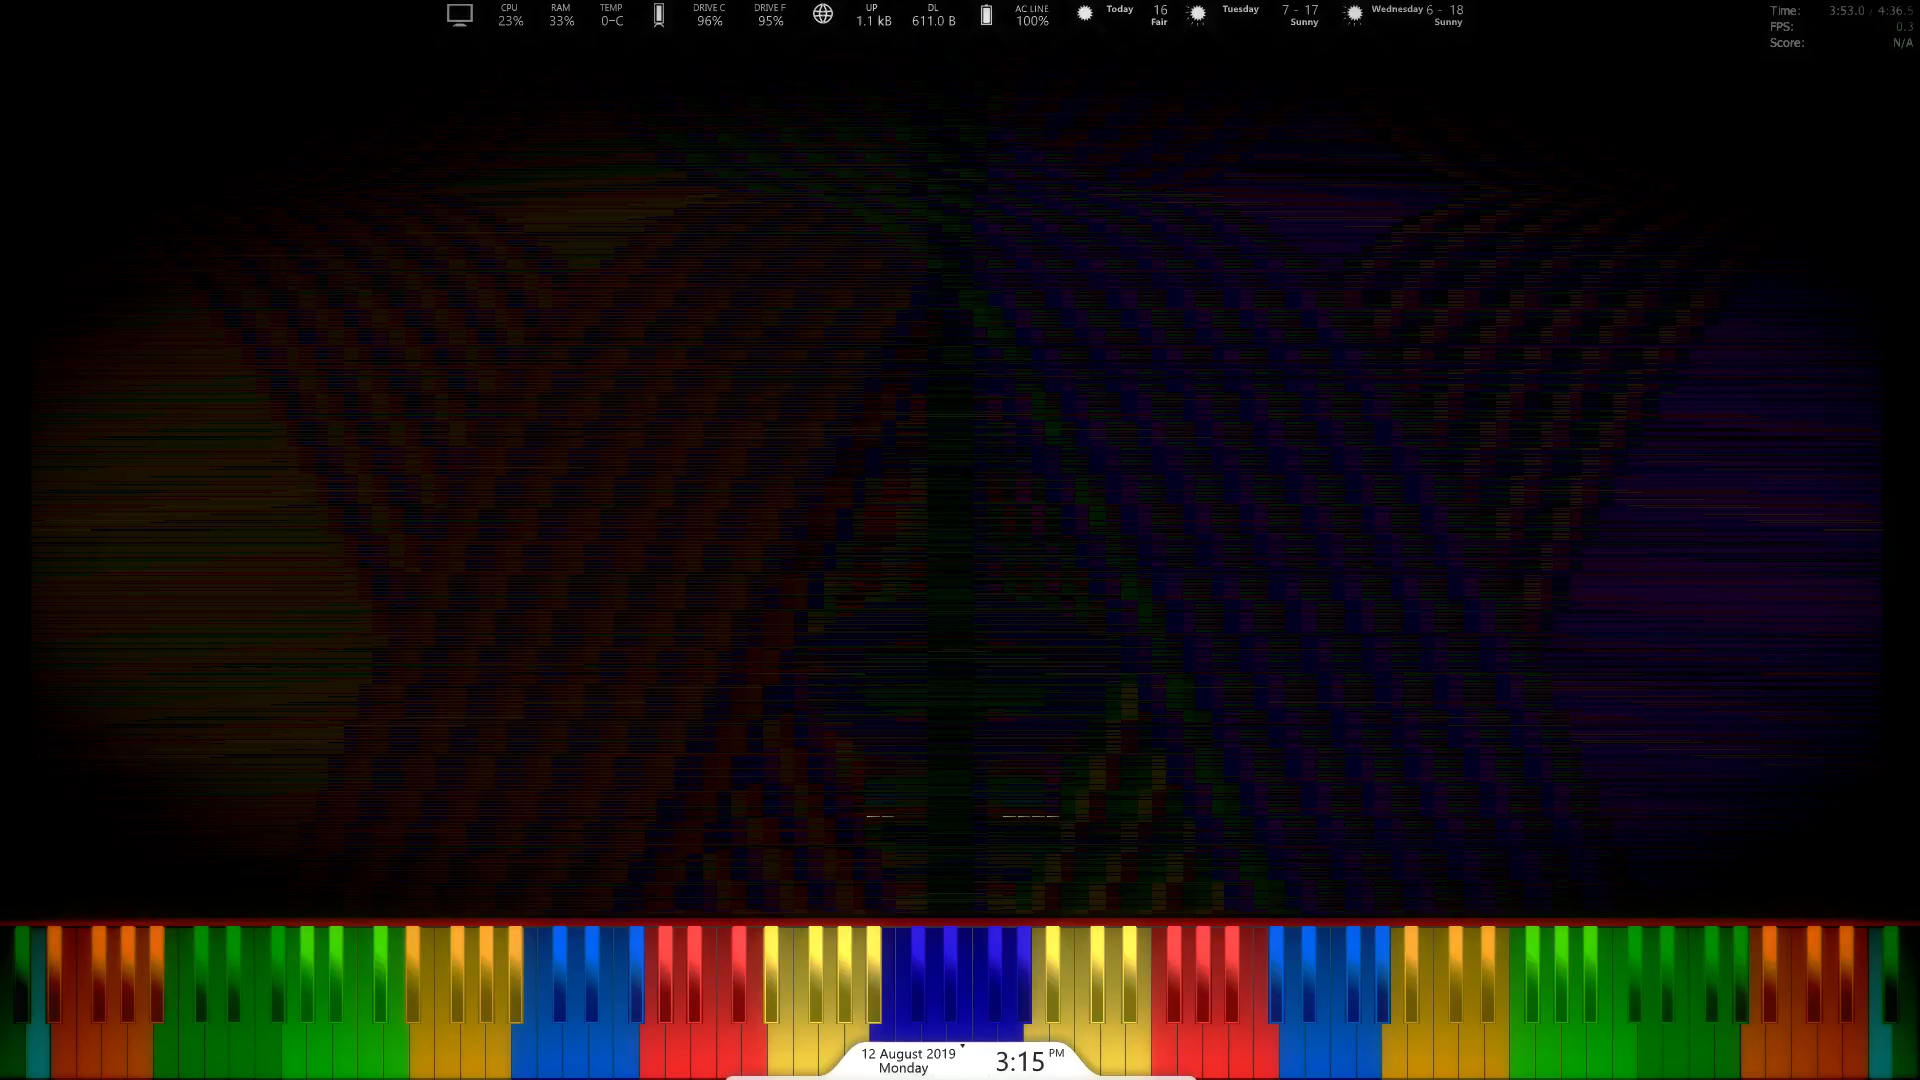 CPU
23%
RAM
33%
TEMP
0-C
DRIVE C
96%
DRIVE F
95%
UP
1.1 kB
DL
611.0 B
AC LINE
100%
Today
16
Fair
Tuesday
7 - 17
Sunny
Wednesday
6 - 18
Sunny
Time: 3:53.0 / 4:36.5
FPS: 0.3
Score: N/A
12 August 2019
Monday
3:15 PM